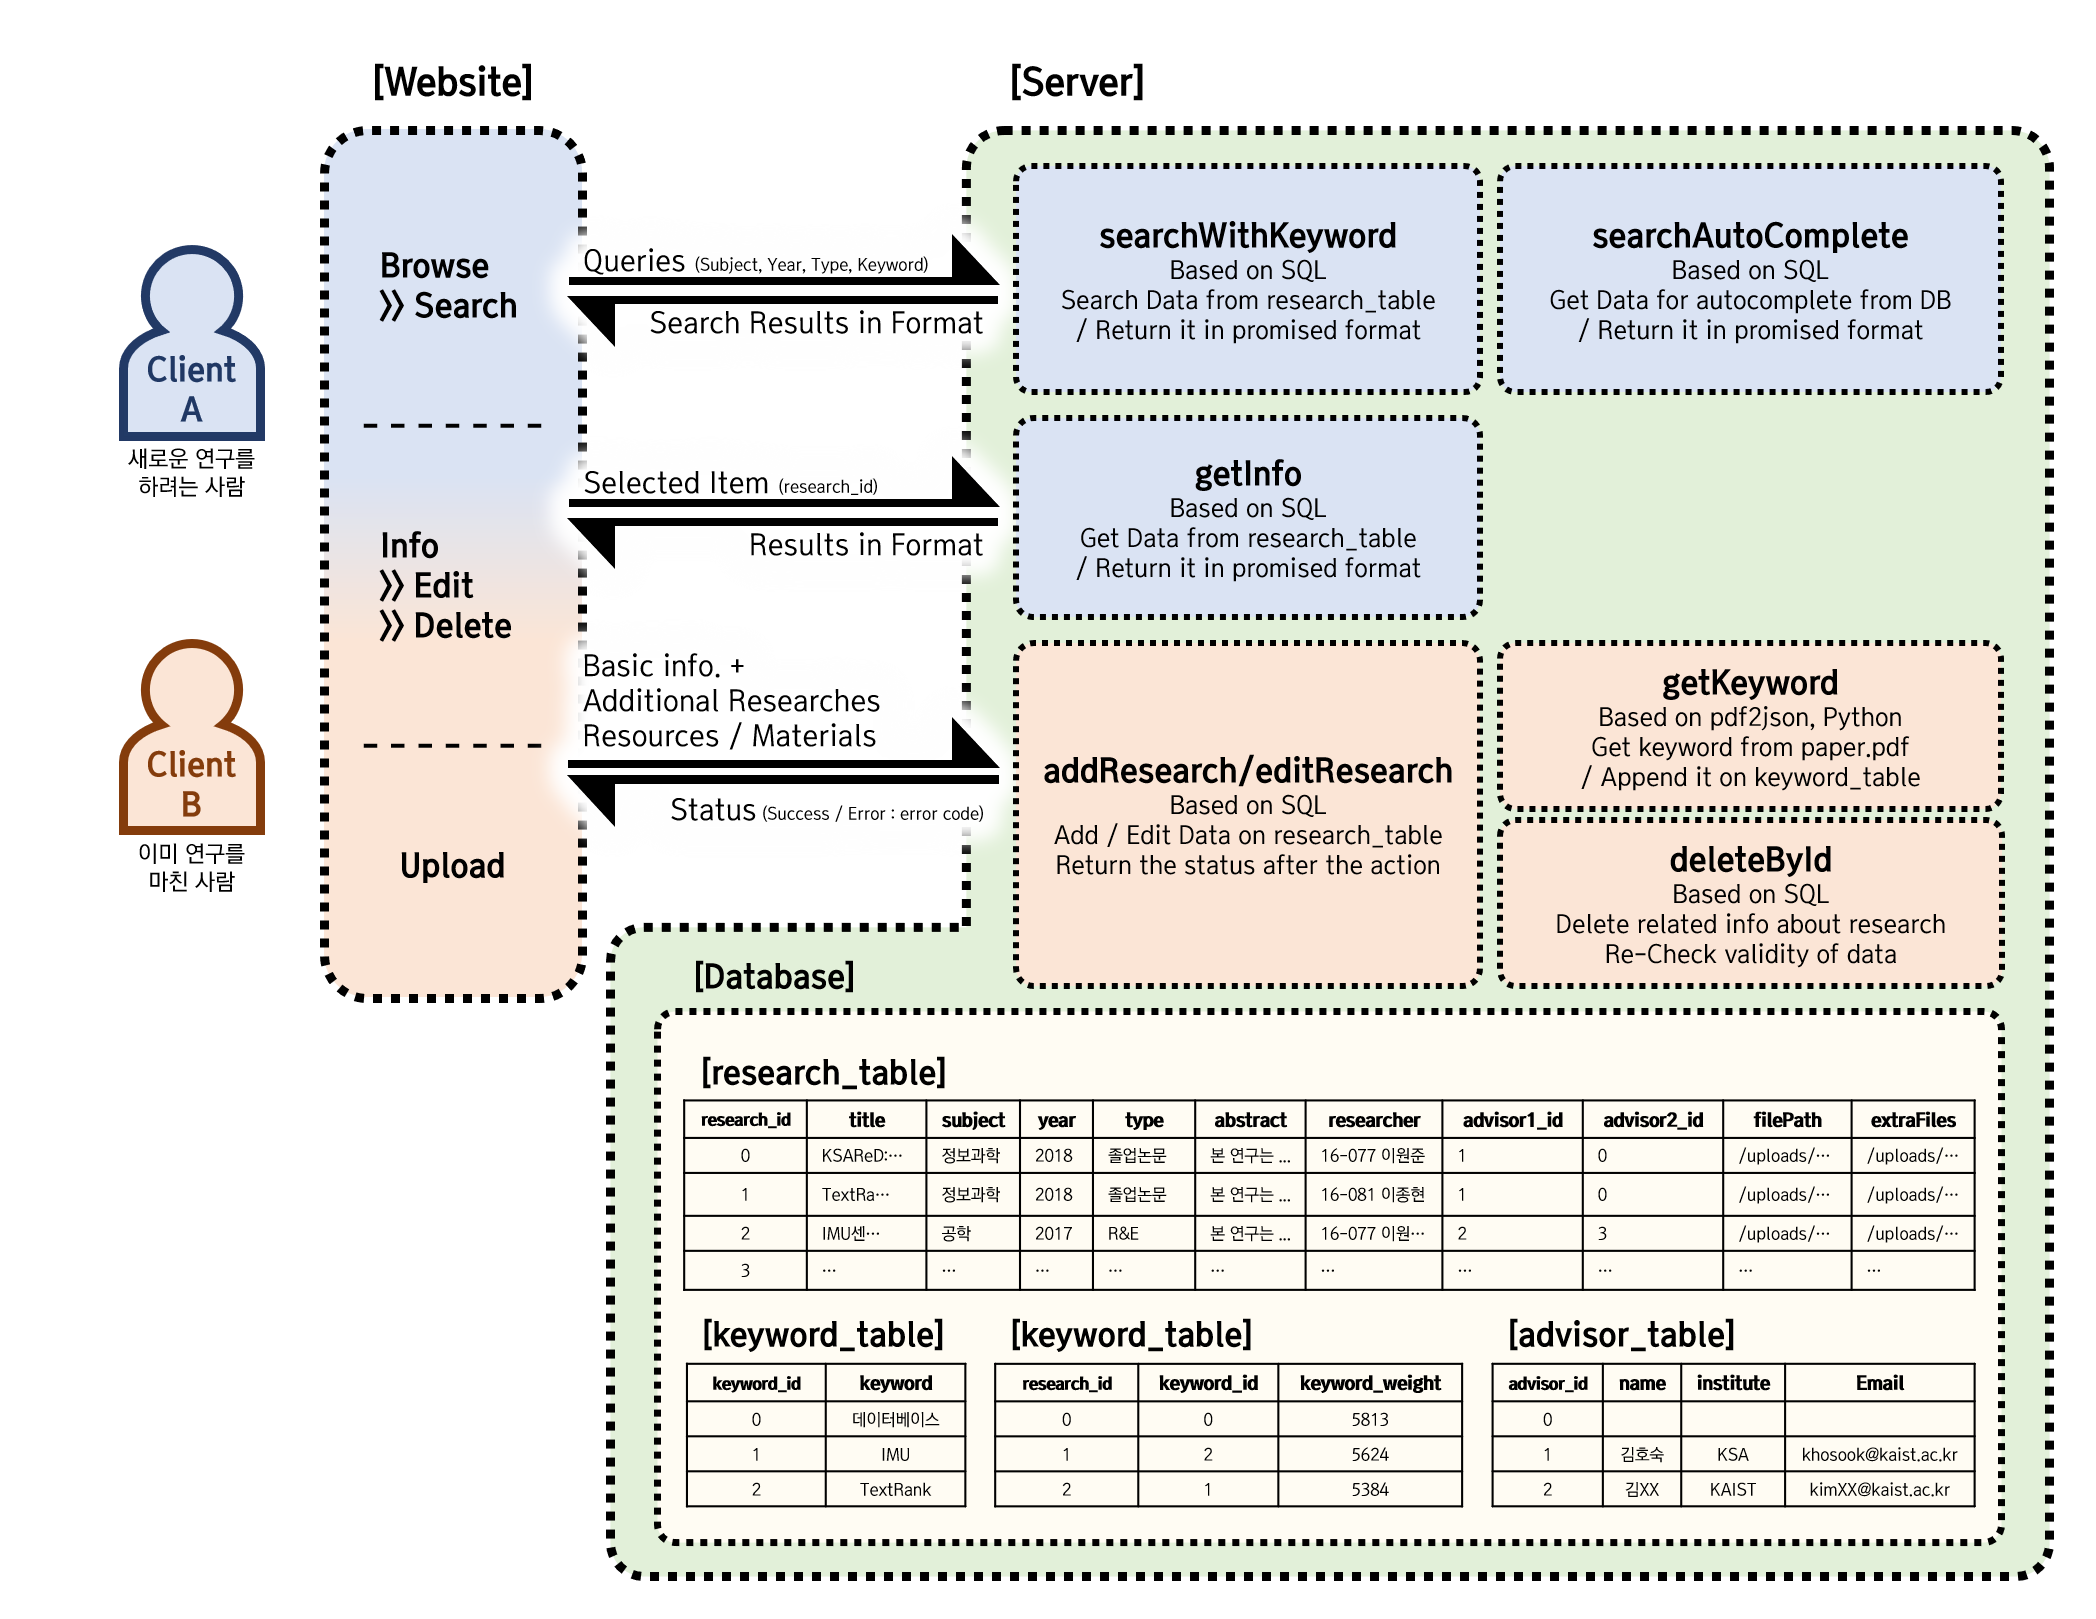 [Website]
[Server]
Client
A
새로운 연구를
하려는 사람
Client
B
이미 연구를
마친 사람
Browse
》 Search
Info
》 Edit
》 Delete
Upload
Queries (Subject, Year, Type, Keyword)
Search Results in Format
Selected Item (research_id)
Results in Format
Basic info. +
Additional Researches
Resources / Materials
Status (Success / Error : error code)
searchWithKeyword
Based on SQL
Search Data from research_table
/ Return it in promised format
searchAutoComplete
Based on SQL
Get Data for autocomplete from DB
/ Return it in promised format
getInfo
Based on SQL
Get Data from research_table
/ Return it in promised format
addResearch/editResearch
Based on SQL
Add / Edit Data on research_table
Return the status after the action
getKeyword
Based on pdf2json, Python
Get keyword from paper.pdf
/ Append it on keyword_table
deleteById
Based on SQL
Delete related info about research
Re-Check validity of data
[Database]
[research_table]
research_id title subject year type abstract researcher advisor1_id advisor2_id filePath extraFiles
0 KSAReD:… 정보과학 2018 졸업논문 본 연구는 ... 16-077 이원준 1 0 /uploads/… /uploads/…
1 TextRa… 정보과학 2018 졸업논문 본 연구는 ... 16-081 이종현 1 0 /uploads/… /uploads/…
2 IMU센… 공학 2017 R&E 본 연구는 ... 16-077 이원… 2 3 /uploads/… /uploads/…
3 … … … … … … … … … …
[keyword_table]
keyword_id keyword
0 데이터베이스
1 IMU
2 TextRank
[keyword_table]
research_id keyword_id keyword_weight
0 0 5813
1 2 5624
2 1 5384
[advisor_table]
advisor_id name institute Email
0
1 김호숙 KSA khosook@kaist.ac.kr
2 김XX KAIST kimXX@kaist.ac.kr